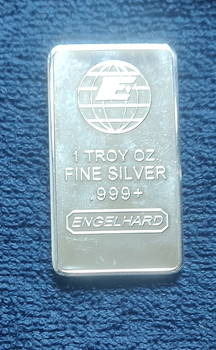 E
1 TROY OZ.
FINE SILVER
.999+
ENGELHARD